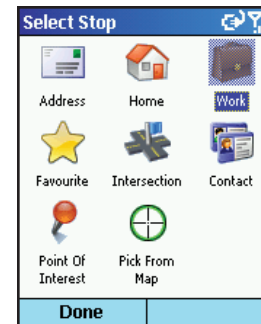 Select Stop
Address Home Work
Favourite Intersection Contact
Point Of Pick From
Interest Map
Done